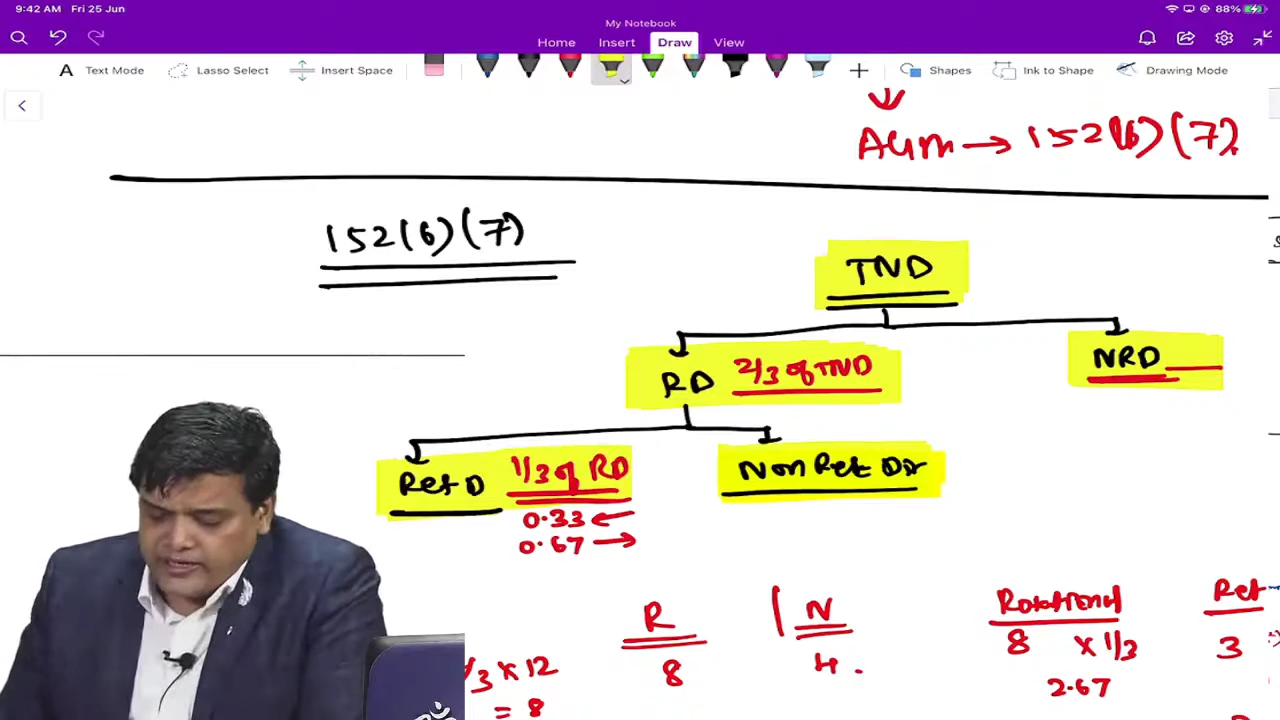 9:42 AM Fri 25 Jun
88%
My Notebook
Home Insert Draw View
Text Mode Lasso Select Insert Space Shapes Ink to Shape Drawing Mode
AGM → 152(6)(7)
152(6)(7)
TND
RD 2/3 of TND
NRD
Ret D 1/3 of RD
Non Ret Dir
0.33 ←
0.67 →
R
N
Rotational
Ret
8
4.
8 × 1/3
3
/3 × 12
2.67
= 8